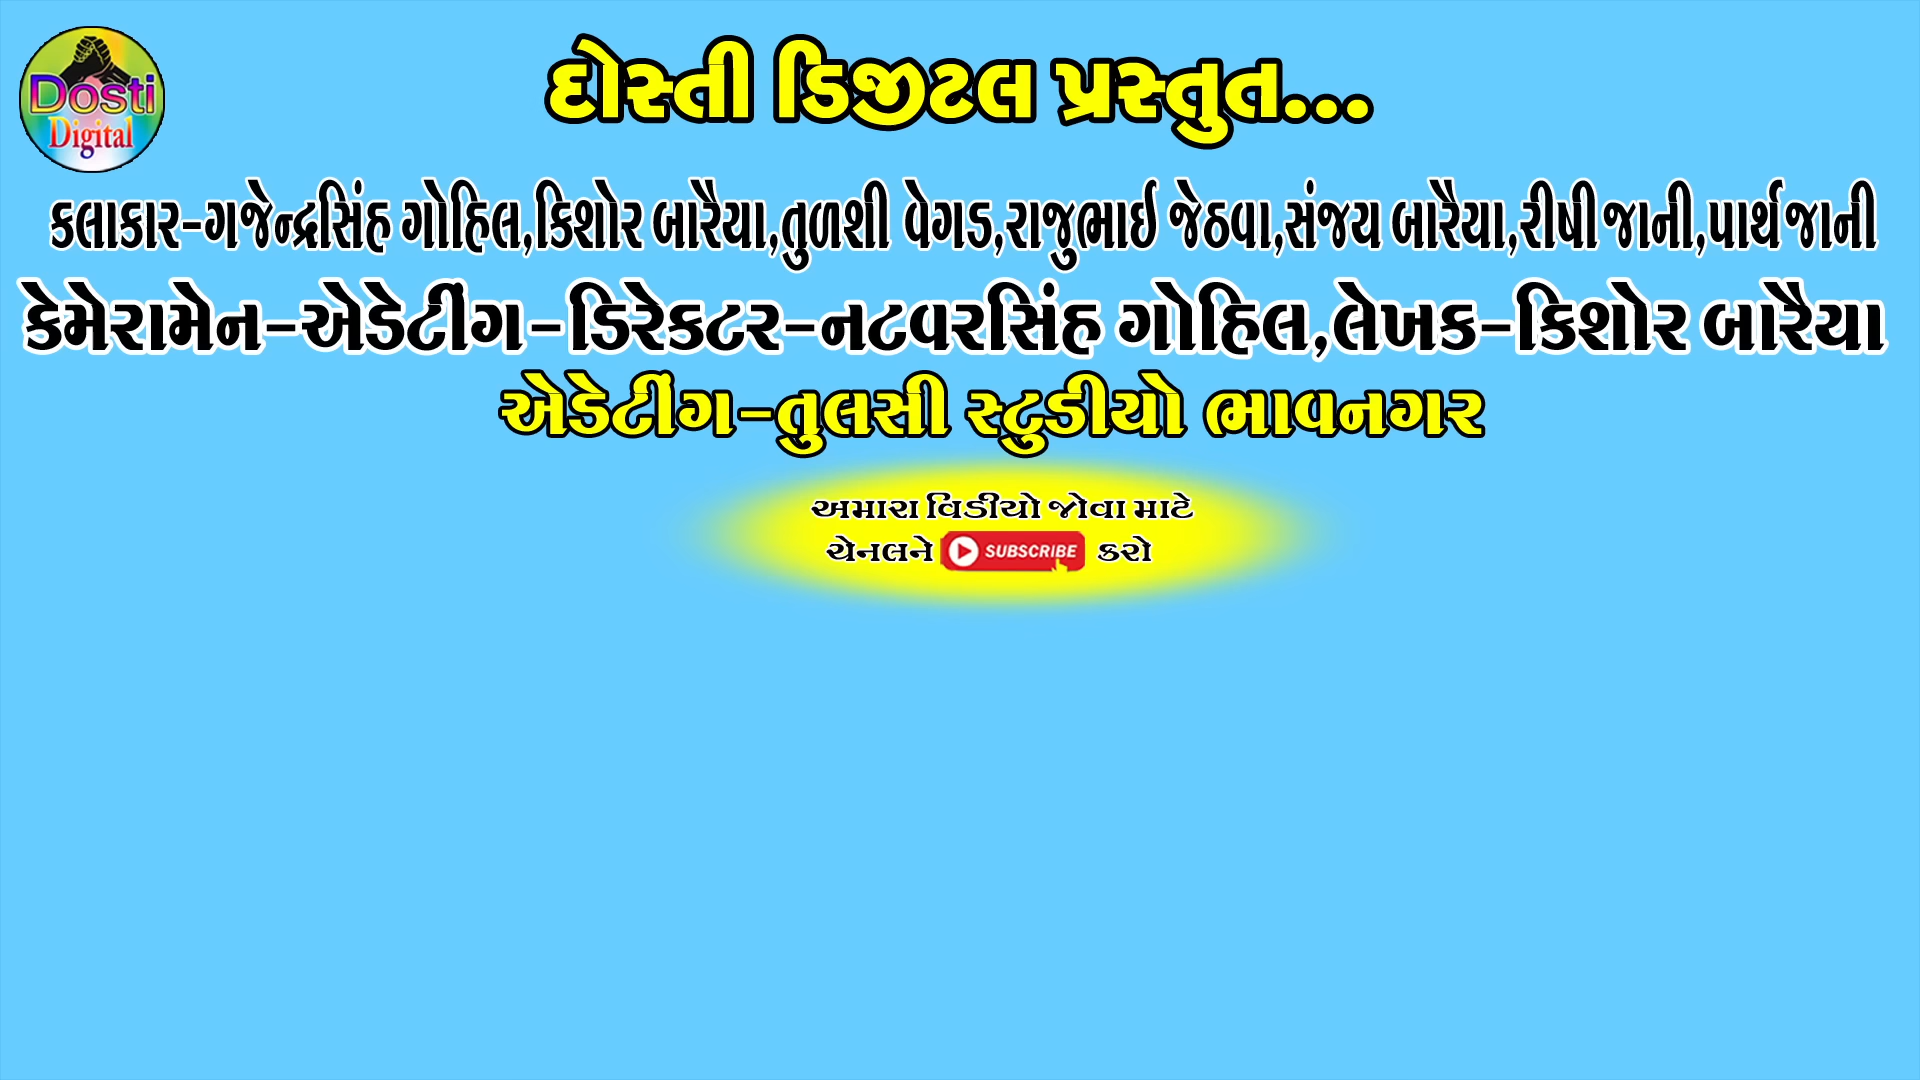 Dosti
Digital
દોસ્તી ડિજીટલ પ્રસ્તુત...
કલાકાર-ગજેન્દ્રસિંહ ગોહિલ,કિશોર બારૈયા,તુળશી વેગડ,રાજુભાઈ જેઠવા,સંજય બારૈયા,રીષી જાની,પાર્થ જાની
કેમેરામેન-એડેટીંગ-ડિરેકટર-નટવરસિંહ ગોહિલ,લેખક-કિશોર બારૈયા
એડેટીંગ-તુલસી સ્ટુડીયો ભાવનગર
અમારા વિડીયો જોવા માટે
ચેનલને SUBSCRIBE કરો